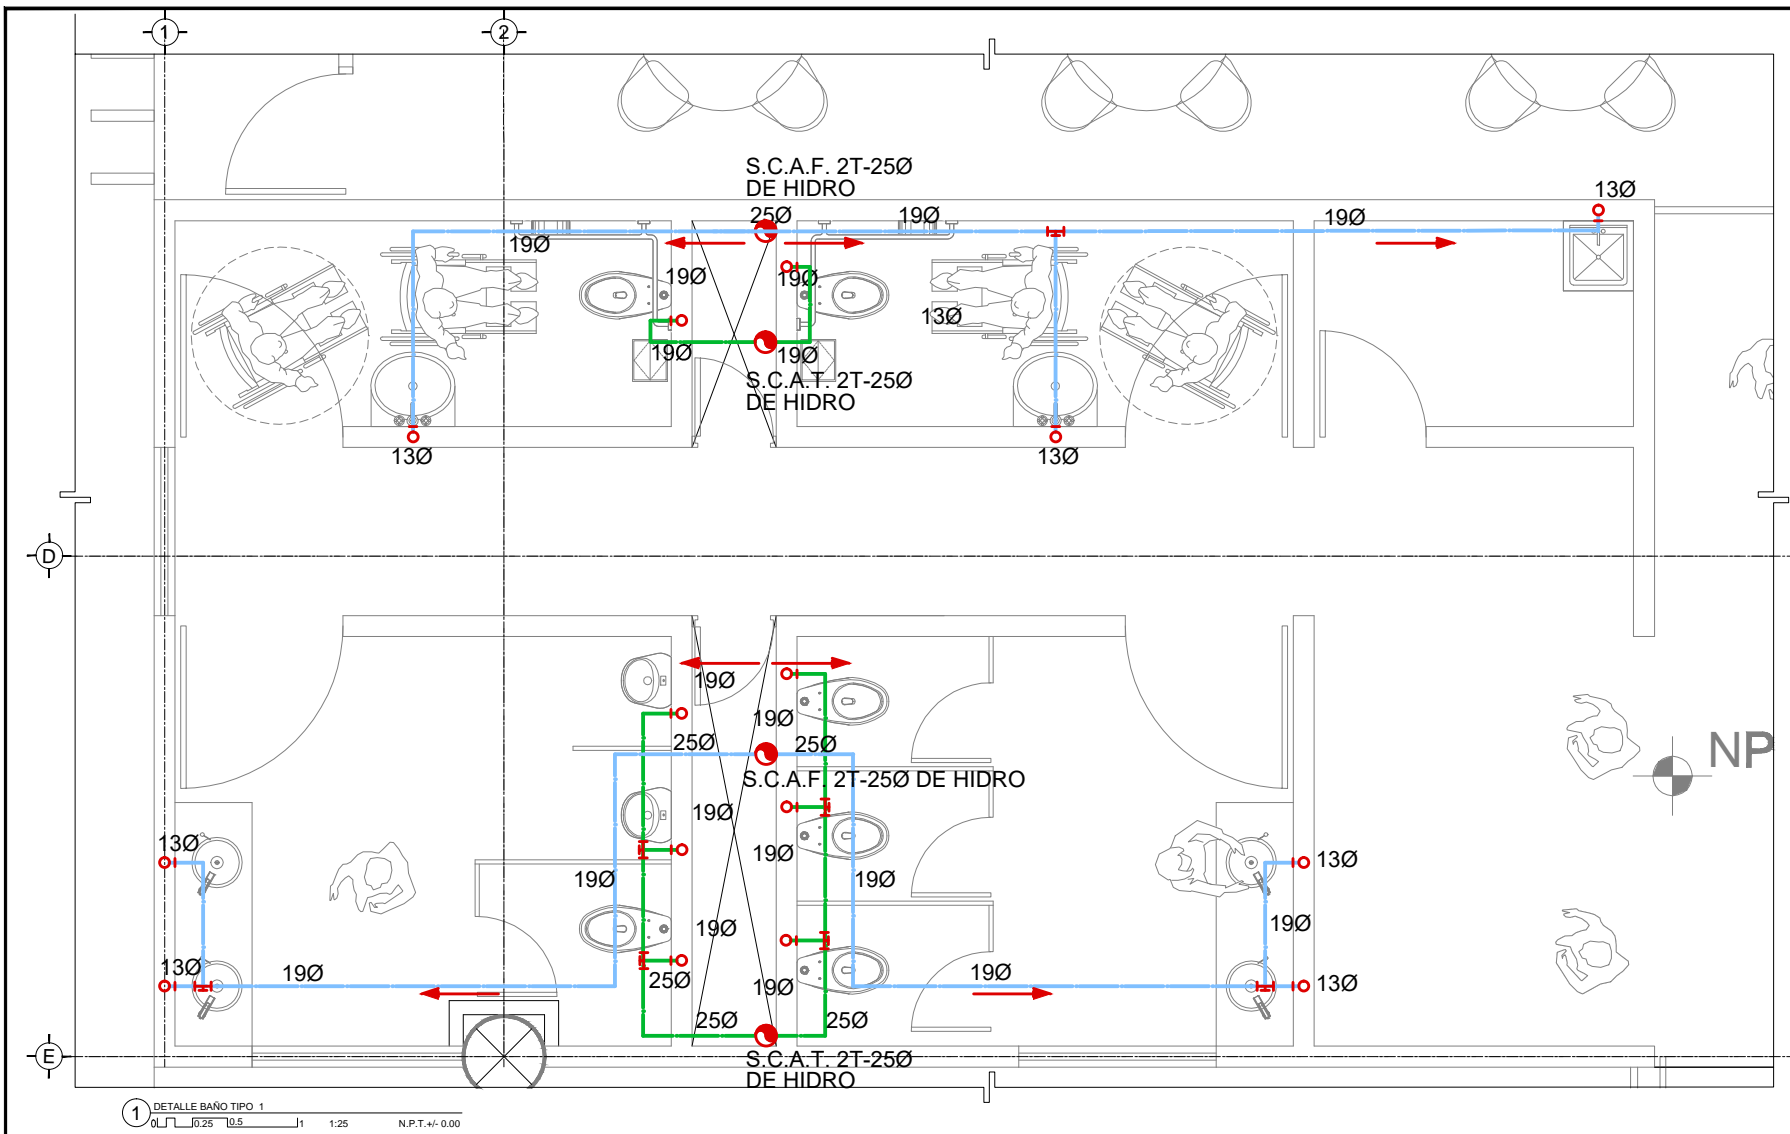 1
2
S.C.A.F. 2T-25Ø
DE HIDRO
25Ø
19Ø
19Ø
19Ø
13Ø
19Ø
19Ø
13Ø
19Ø
19Ø
S.C.A.T. 2T-25Ø
DE HIDRO
13Ø
13Ø
D
19Ø
19Ø
25Ø
25Ø
S.C.A.F. 2T-25Ø DE HIDRO
NP
19Ø
13Ø
19Ø
13Ø
19Ø
19Ø
19Ø
19Ø
13Ø
19Ø
25Ø
19Ø
19Ø
13Ø
25Ø
25Ø
E
S.C.A.T. 2T-25Ø
DE HIDRO
1
DETALLE BAÑO TIPO 1
0 0.25 0.5 1 1:25 N.P.T.+/- 0.00